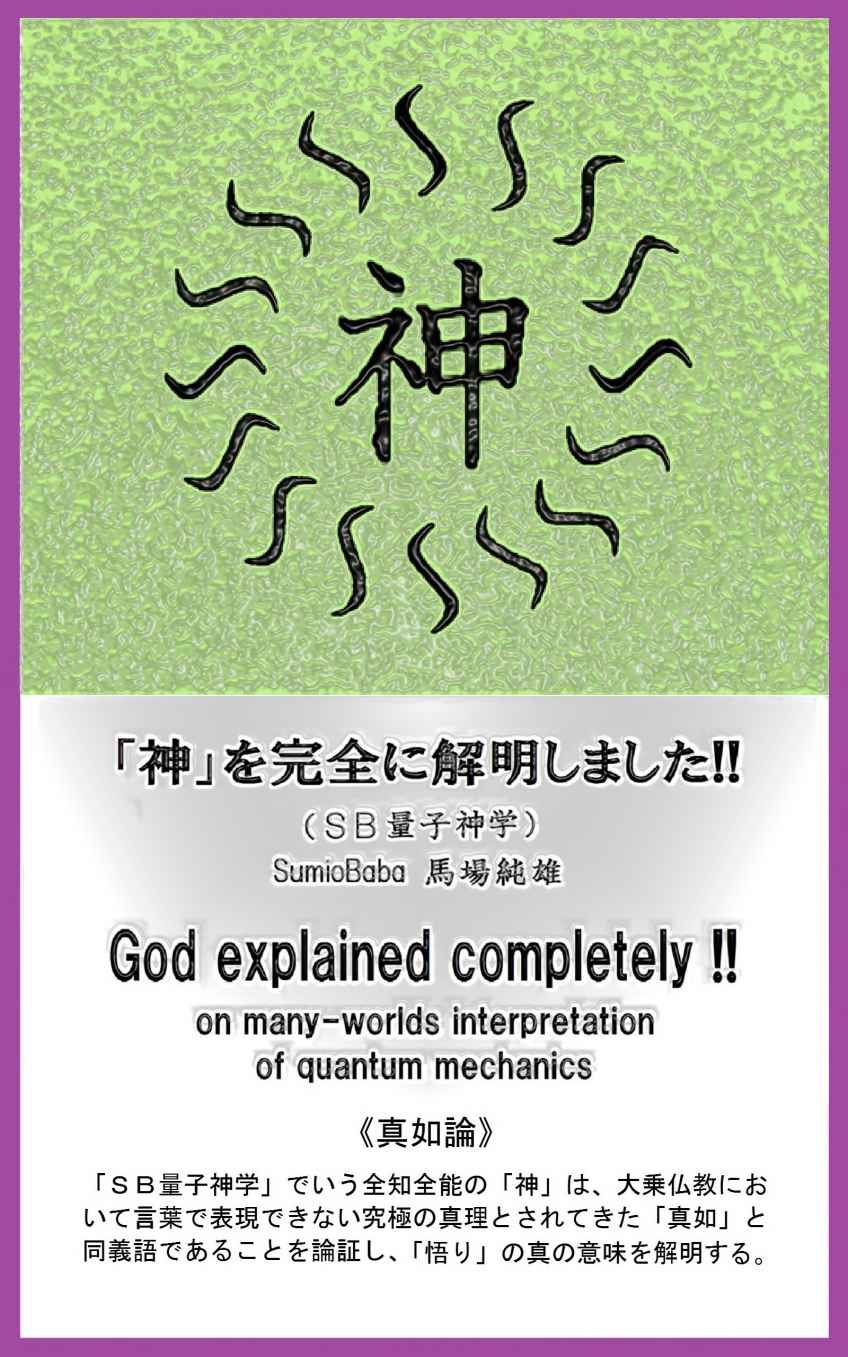 神
「神」を完全に解明しました!!
（ＳＢ量子神学）
SumioBaba 馬場純雄
God explained completely !!
on many-worlds interpretation
of quantum mechanics
《真如論》
「ＳＢ量子神学」でいう全知全能の「神」は、大乗仏教にお
いて言葉で表現できない究極の真理とされてきた「真如」と
同義語であることを論証し、「悟り」の真の意味を解明する。